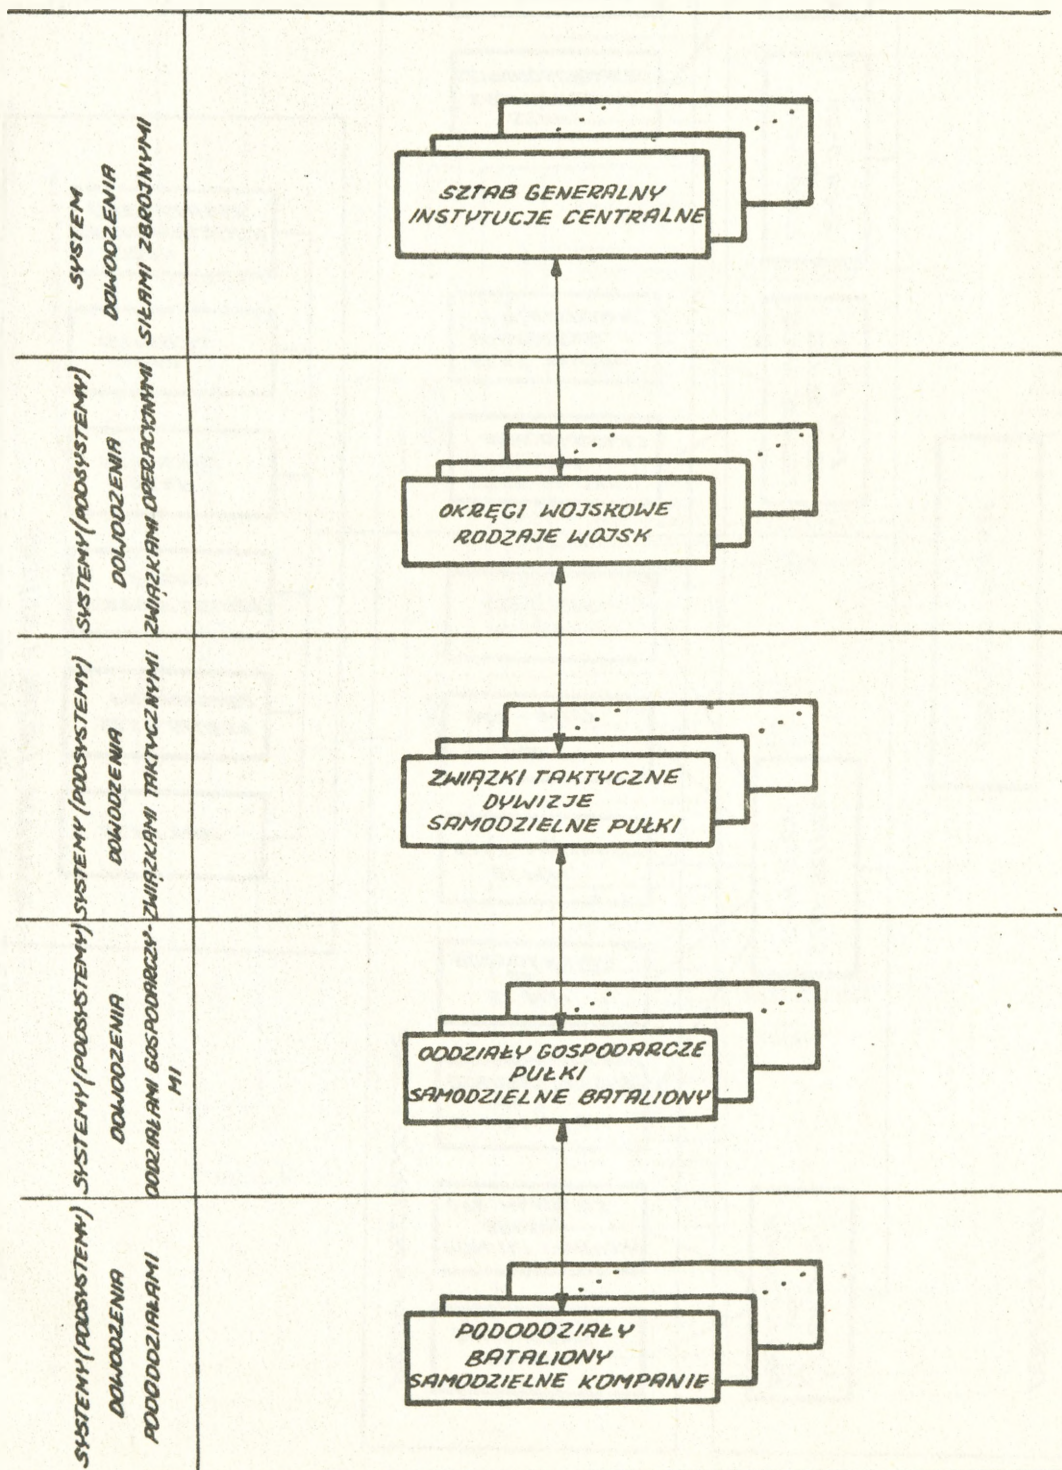 SYSTEM
DOWODZENIA
SIŁAMI ZBROJNYMI
SZTAB GENERALNY
INSTYTUCJE CENTRALNE
SYSTEMY (PODSYSTEMY)
DOWODZENIA
ZWIĄZKAMI OPERACYJNYMI
OKRĘGI WOJSKOWE
RODZAJE WOJSK
SYSTEMY (PODSYSTEMY)
DOWODZENIA
ZWIĄZKAMI TAKTYCZNYMI
ZWIĄZKI TAKTYCZNE
DYWIZJE
SAMODZIELNE PUŁKI
SYSTEMY (PODSYSTEMY)
DOWODZENIA
ODDZIAŁAMI GOSPODARCZY-
MI
ODDZIAŁY GOSPODARCZE
PUŁKI
SAMODZIELNE BATALIONY
SYSTEMY (PODSYSTEMY)
DOWODZENIA
PODODDZIAŁAMI
PODODDZIAŁY
BATALIONY
SAMODZIELNE KOMPANIE